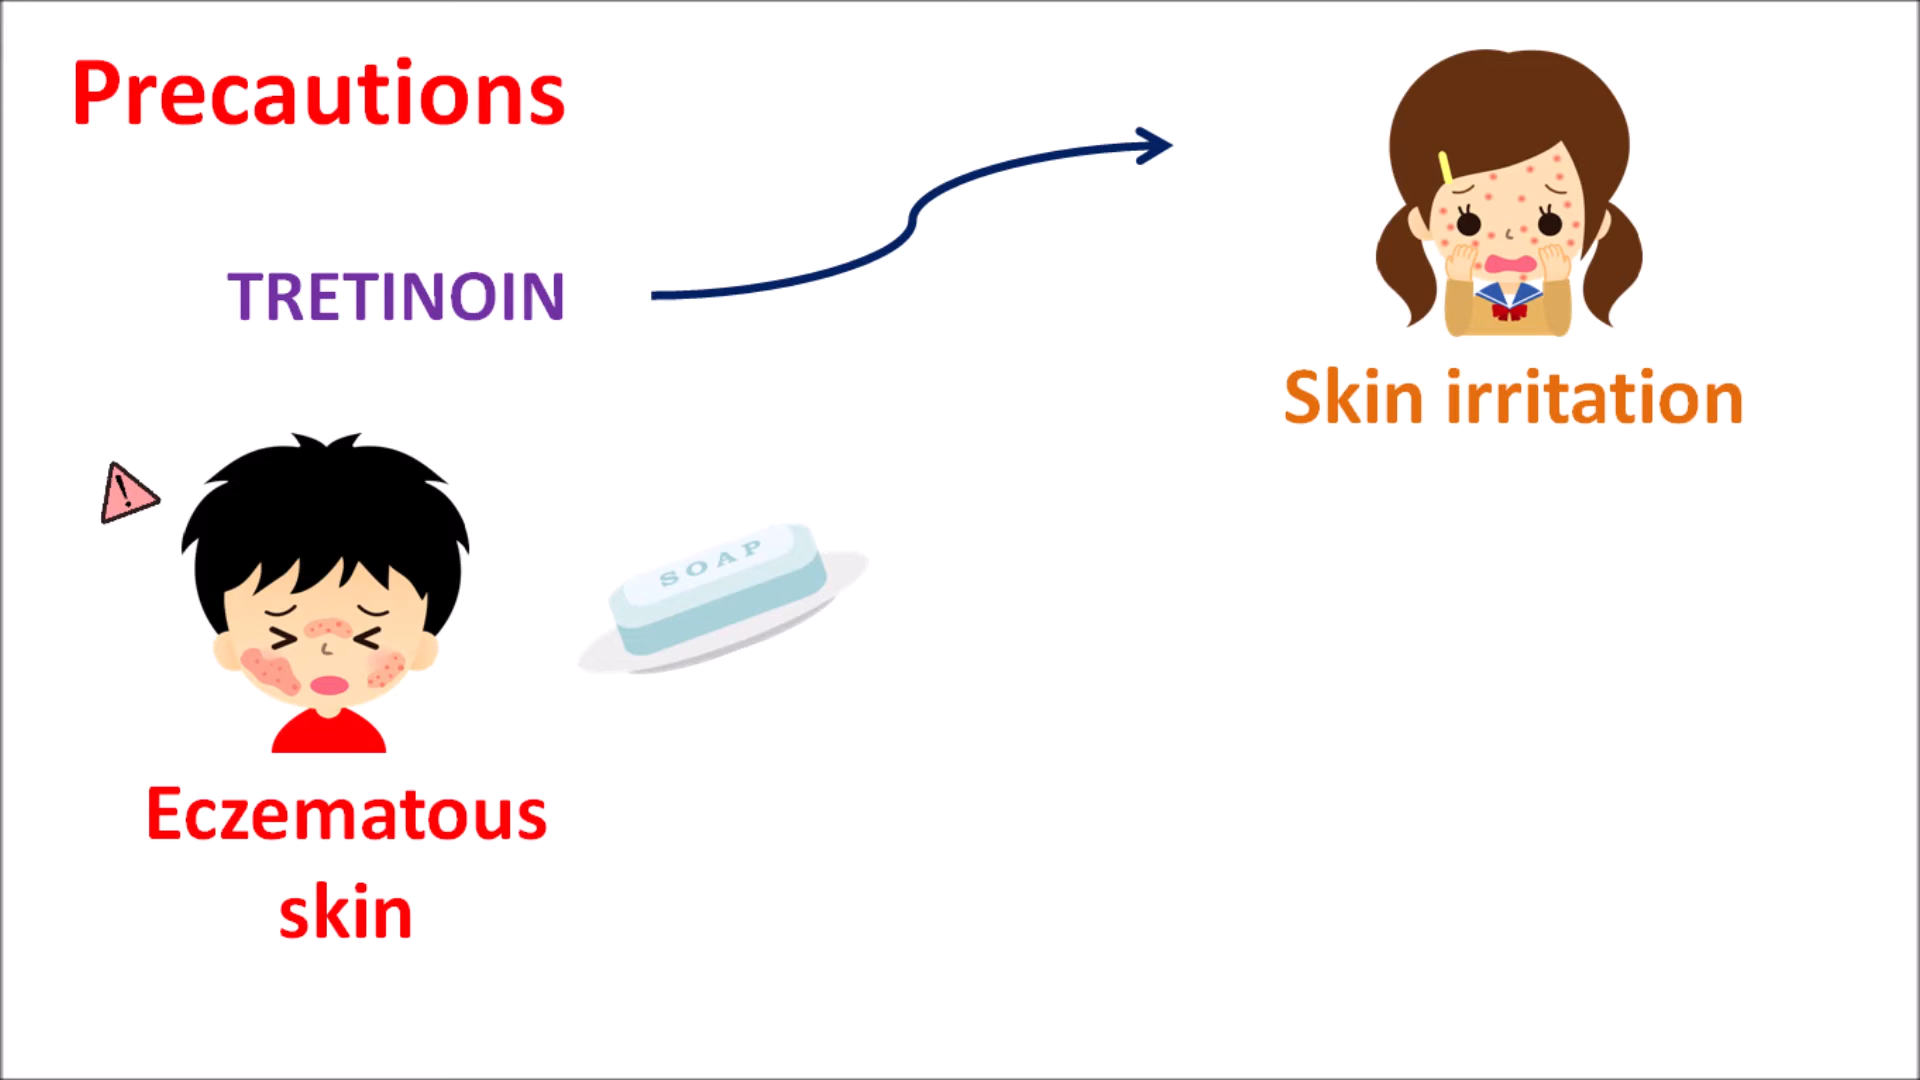 Precautions
TRETINOIN
Skin irritation
!
SOAP
Eczematous
skin